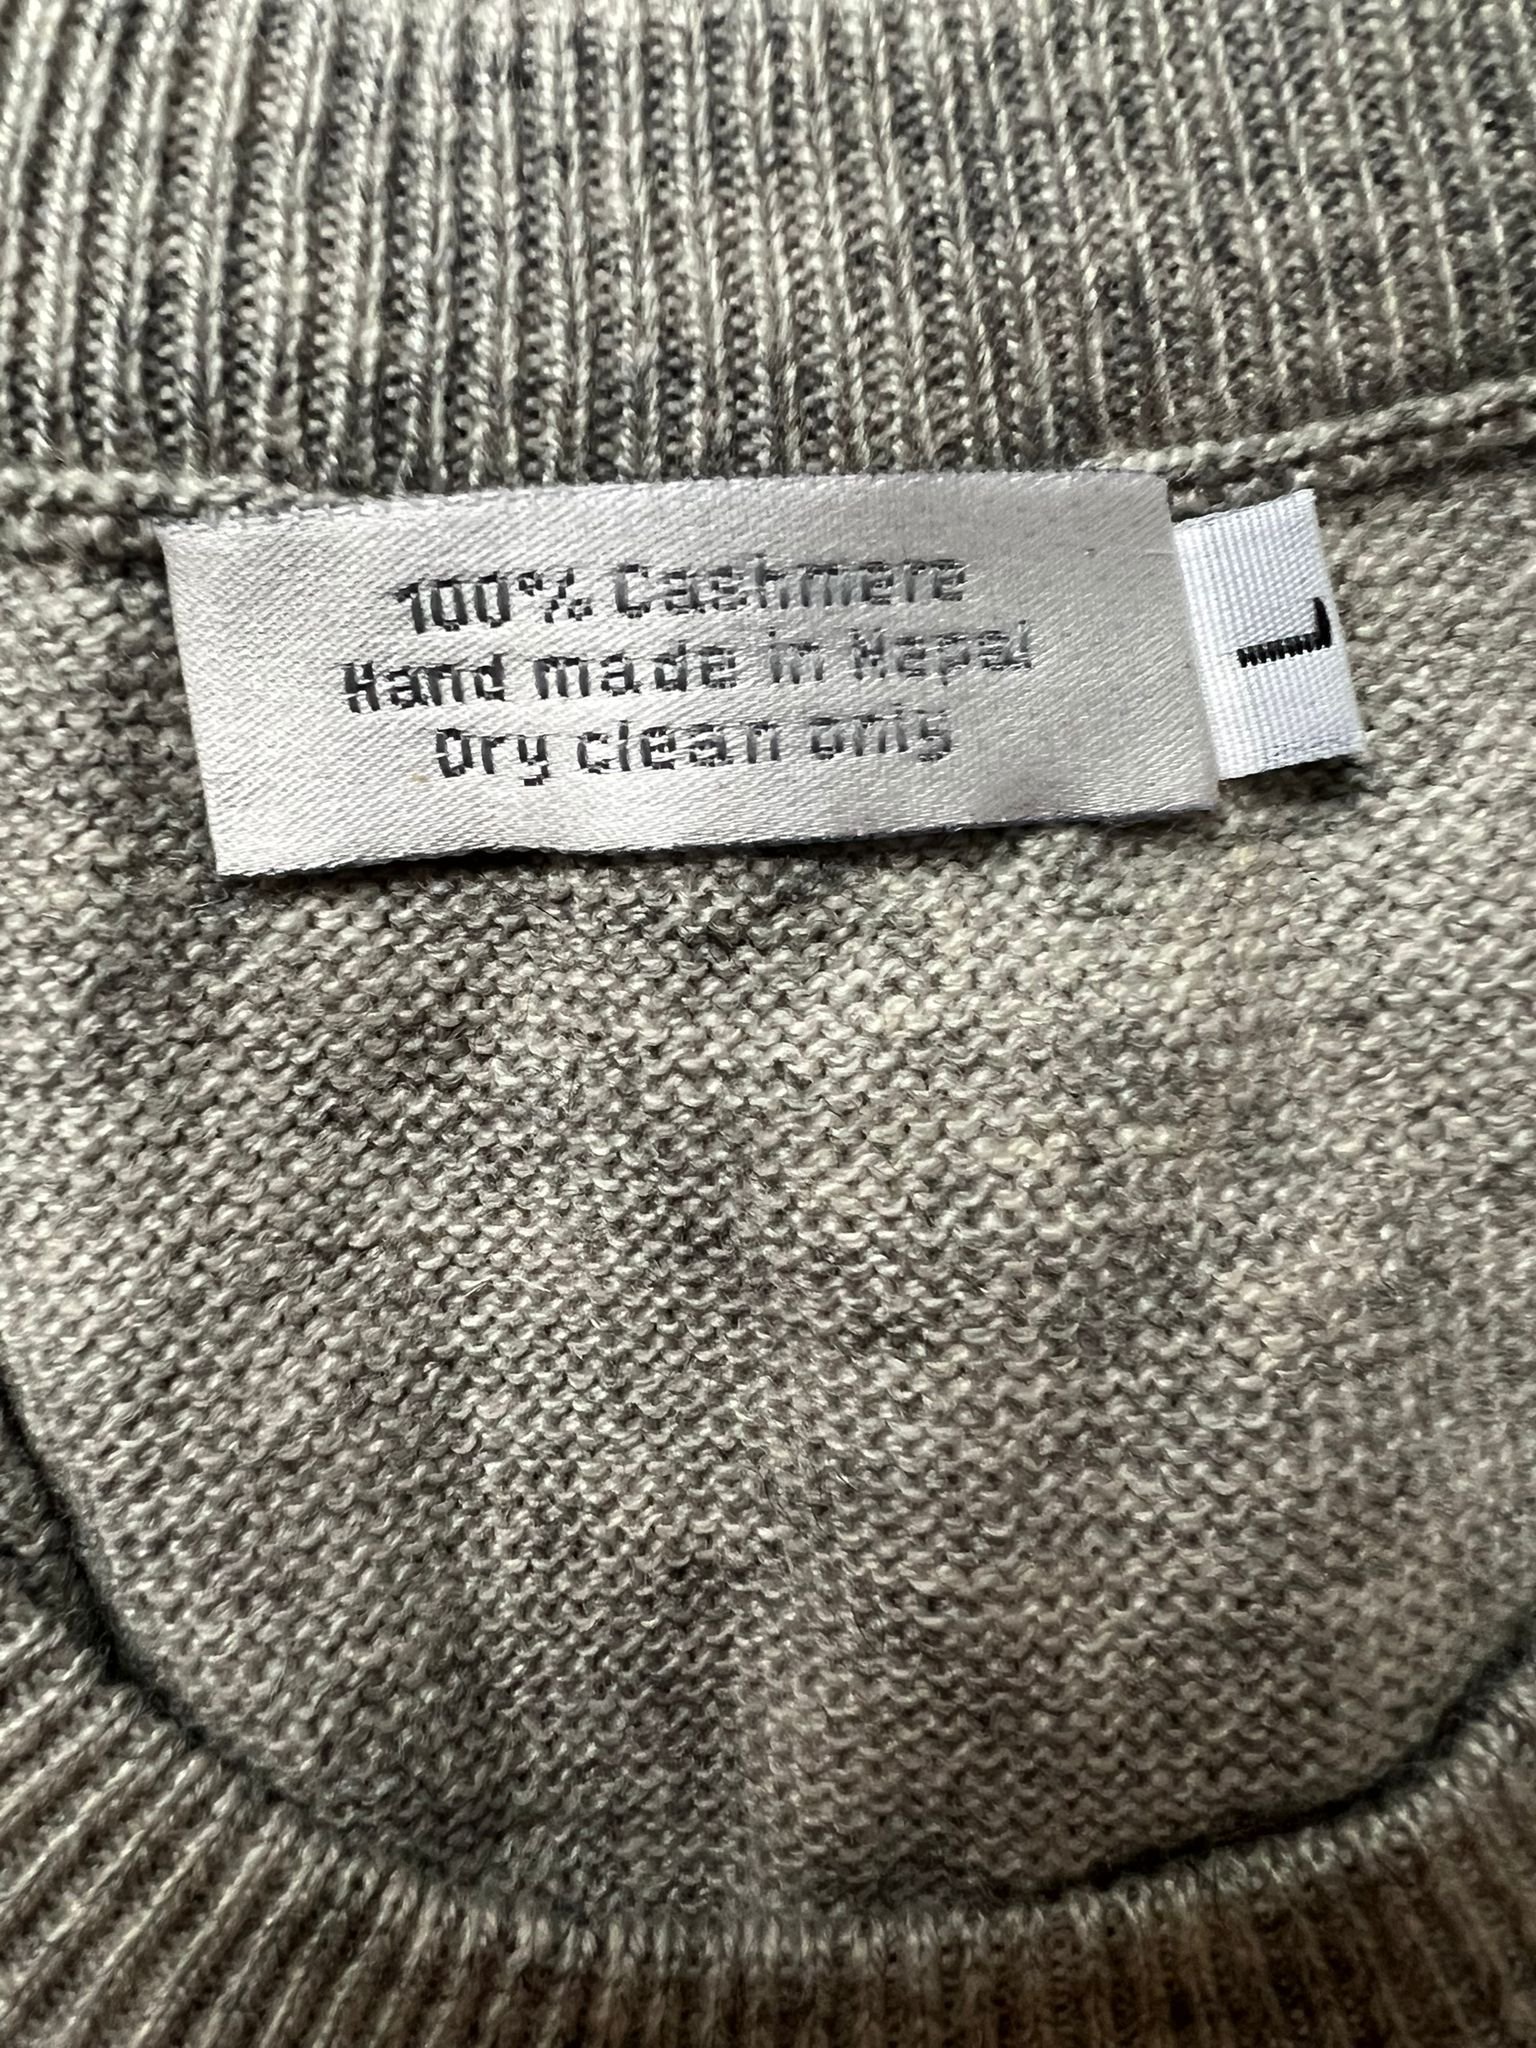 100% Cashmere
Hand made in Nepal
Dry clean only
L